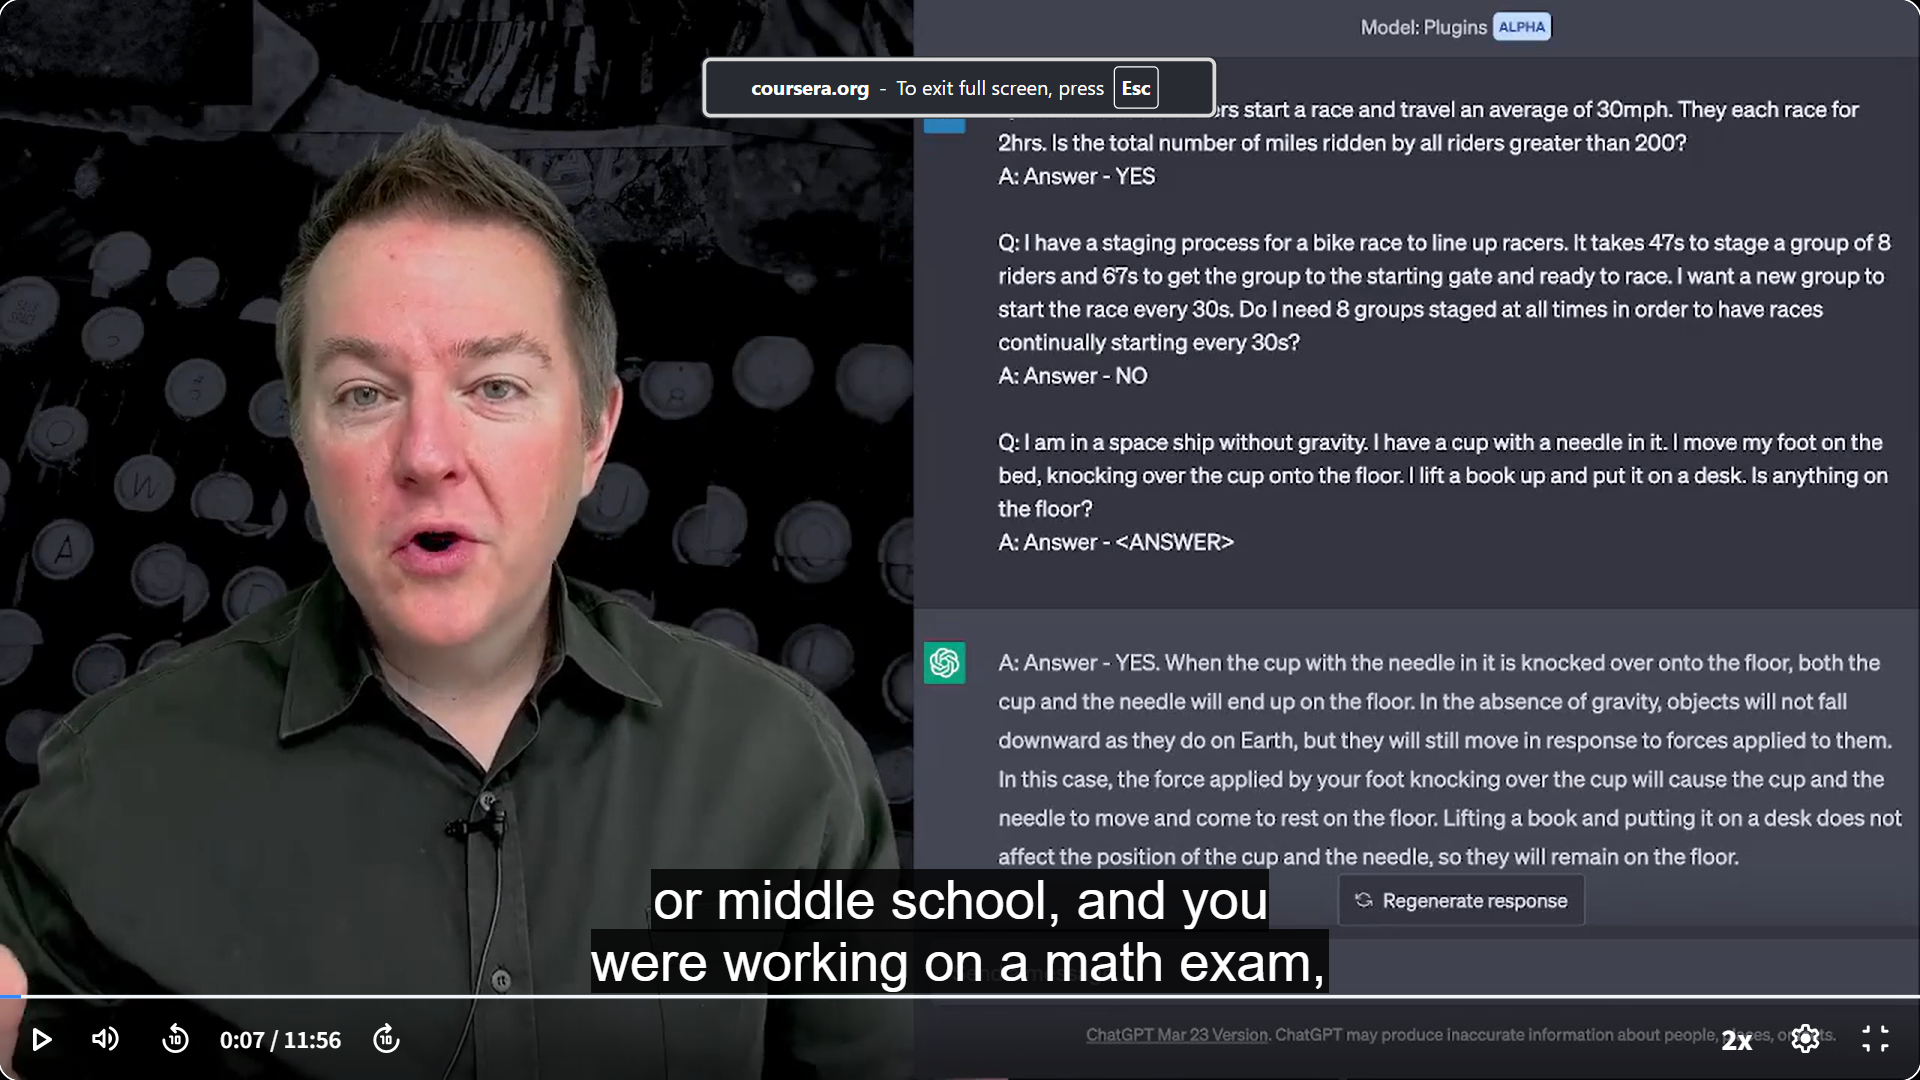 Model: Plugins ALPHA
coursera.org - To exit full screen, press Esc
ers start a race and travel an average of 30mph. They each race for
2hrs. Is the total number of miles ridden by all riders greater than 200?
A: Answer - YES
Q: I have a staging process for a bike race to line up racers. It takes 47s to stage a group of 8
riders and 67s to get the group to the starting gate and ready to race. I want a new group to
start the race every 30s. Do I need 8 groups staged at all times in order to have races
continually starting every 30s?
A: Answer - NO
Q: I am in a space ship without gravity. I have a cup with a needle in it. I move my foot on the
bed, knocking over the cup onto the floor. I lift a book up and put it on a desk. Is anything on
the floor?
A: Answer - <ANSWER>
A: Answer - YES. When the cup with the needle in it is knocked over onto the floor, both the
cup and the needle will end up on the floor. In the absence of gravity, objects will not fall
downward as they do on Earth, but they will still move in response to forces applied to them.
In this case, the force applied by your foot knocking over the cup will cause the cup and the
needle to move and come to rest on the floor. Lifting a book and putting it on a desk does not
affect the position of the cup and the needle, so they will remain on the floor.
Regenerate response
or middle school, and you
were working on a math exam,
0:07 / 11:56
ChatGPT Mar 23 Version. ChatGPT may produce inaccurate information about people,
2x